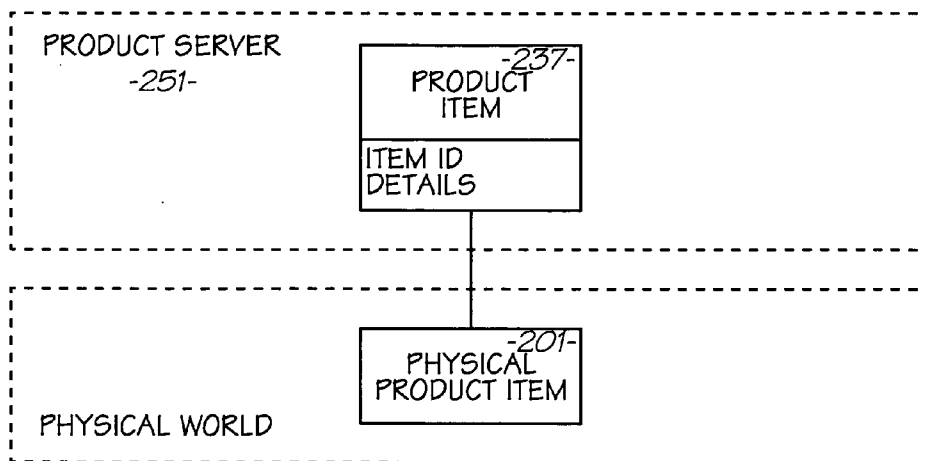 PRODUCT SERVER
-251-
-237-
PRODUCT
ITEM
ITEM ID
DETAILS
-201-
PHYSICAL
PRODUCT ITEM
PHYSICAL WORLD